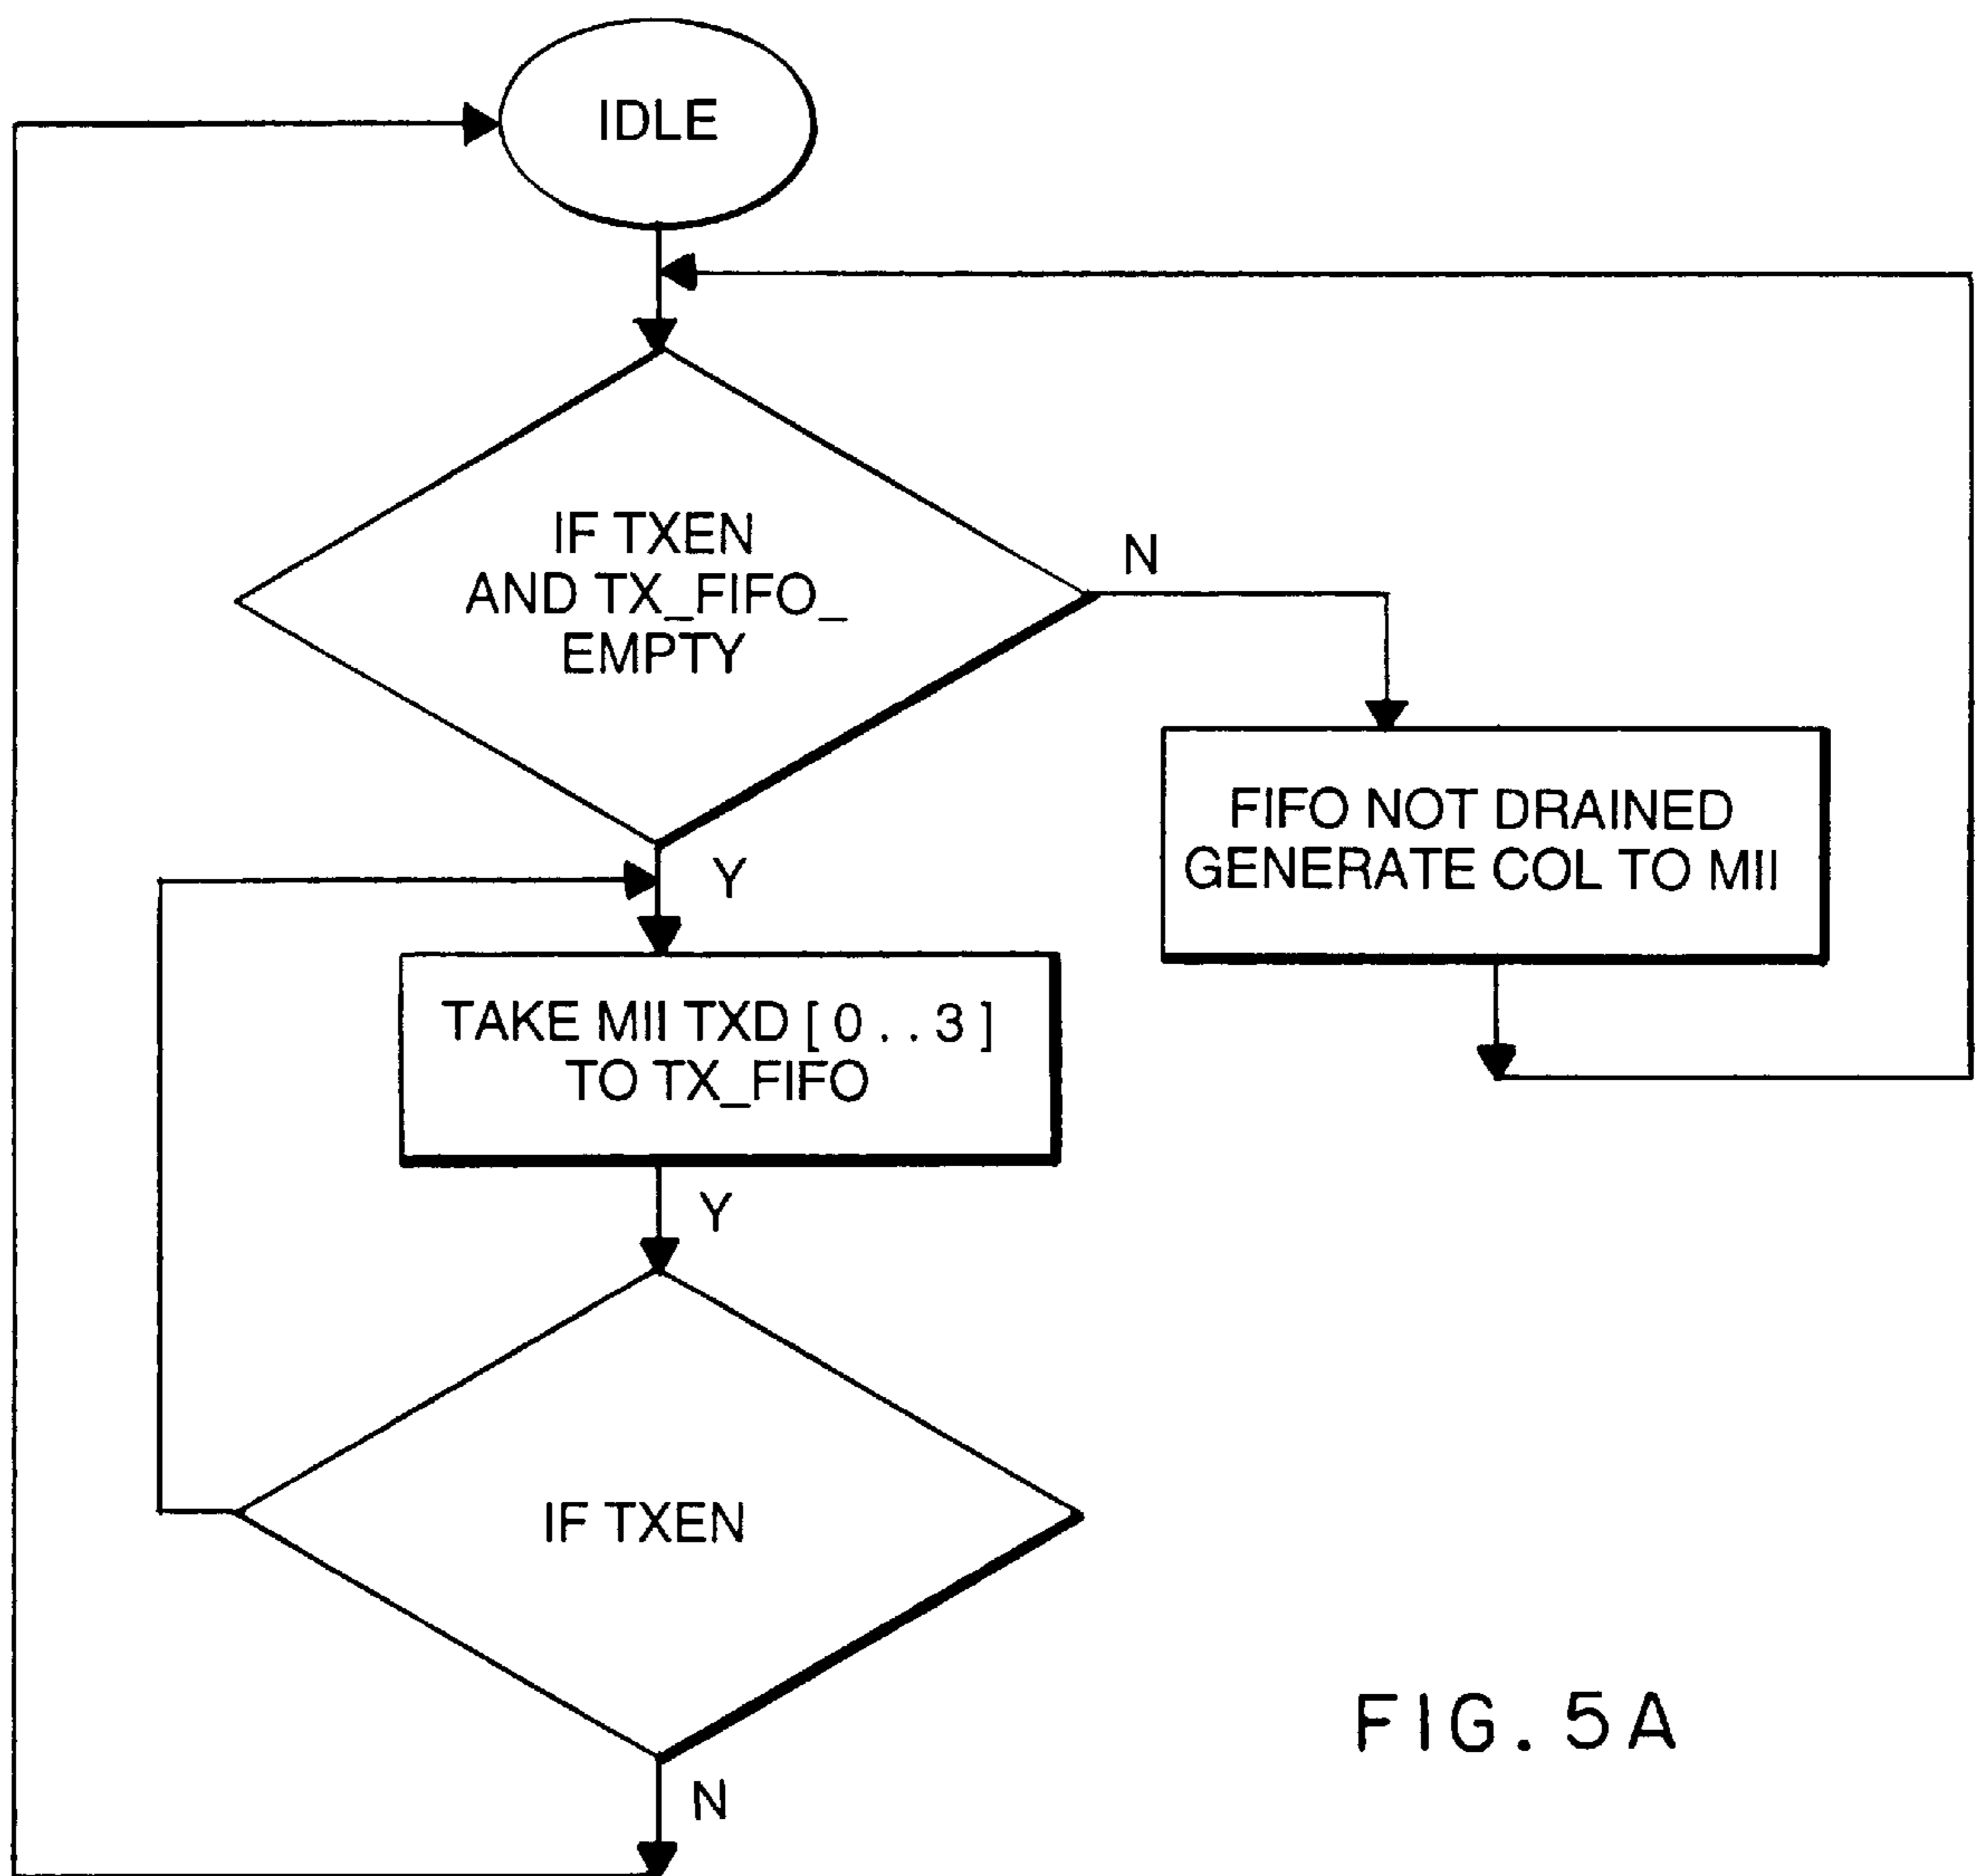 IDLE
IF TXEN
AND TX_FIFO_
EMPTY
N
FIFO NOT DRAINED
GENERATE COL TO MII
Y
TAKE MII TXD [0..3]
TO TX_FIFO
Y
IF TXEN
N
FIG. 5A